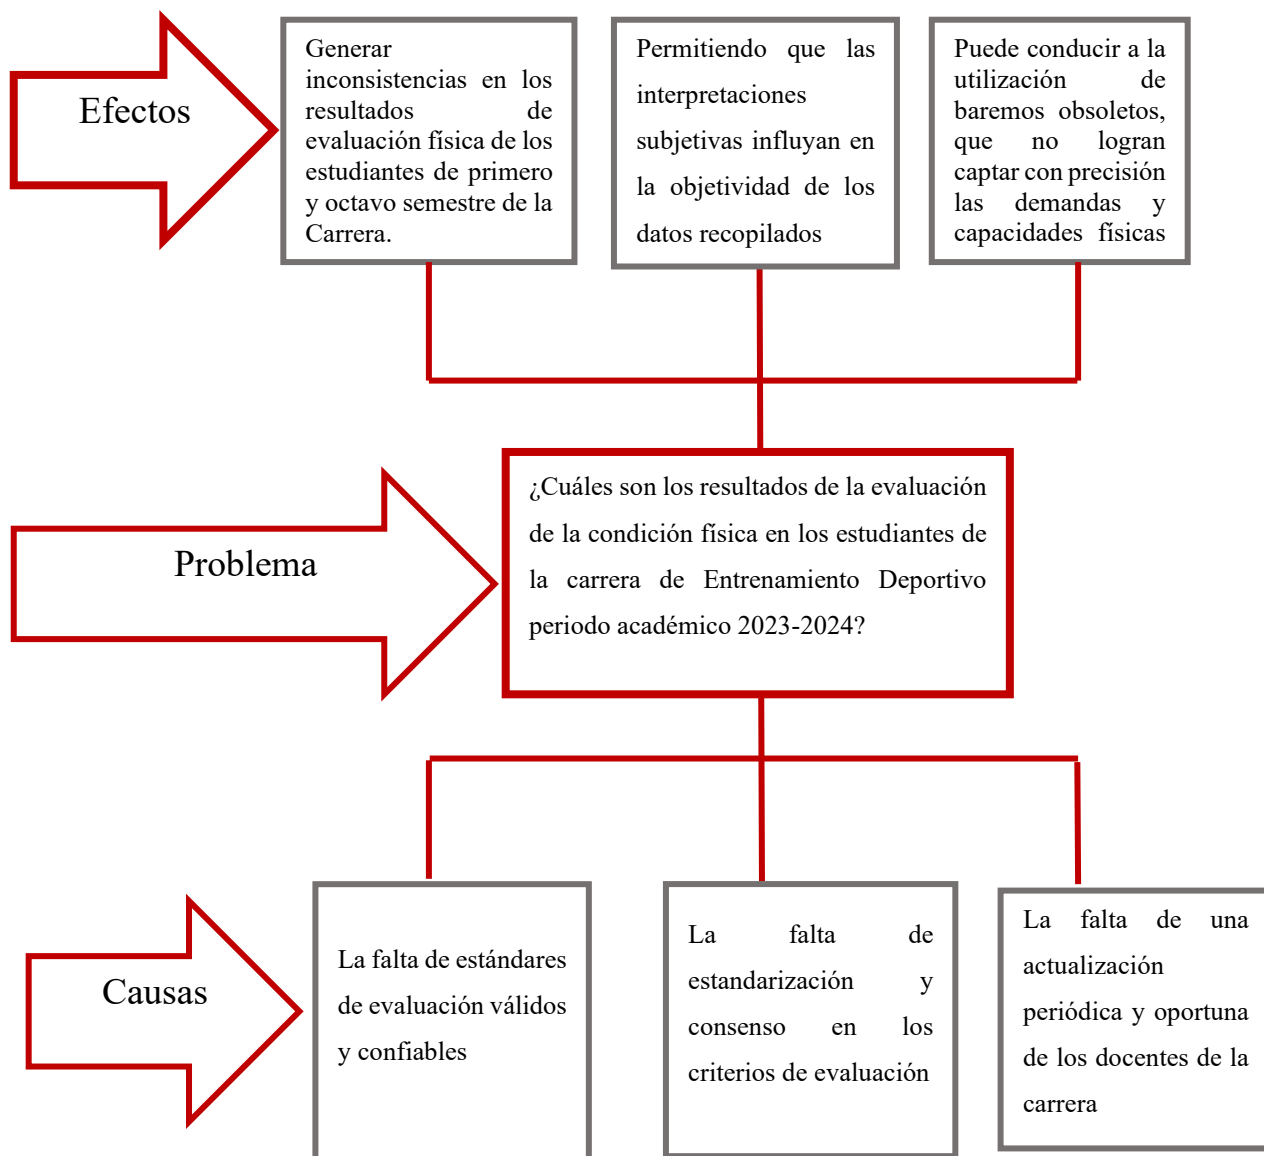 Efectos
Generar
inconsistencias en los
resultados de
evaluación física de los
estudiantes de primero
y octavo semestre de la
Carrera.
Permitiendo que las
interpretaciones
subjetivas influyan en
la objetividad de los
datos recopilados
Puede conducir a la
utilización de
baremos obsoletos,
que no logran
captar con precisión
las demandas y
capacidades físicas
Problema
¿Cuáles son los resultados de la evaluación
de la condición física en los estudiantes de
la carrera de Entrenamiento Deportivo
periodo académico 2023-2024?
Causas
La falta de estándares
de evaluación válidos
y confiables
La falta de
estandarización y
consenso en los
criterios de evaluación
La falta de una
actualización
periódica y oportuna
de los docentes de la
carrera